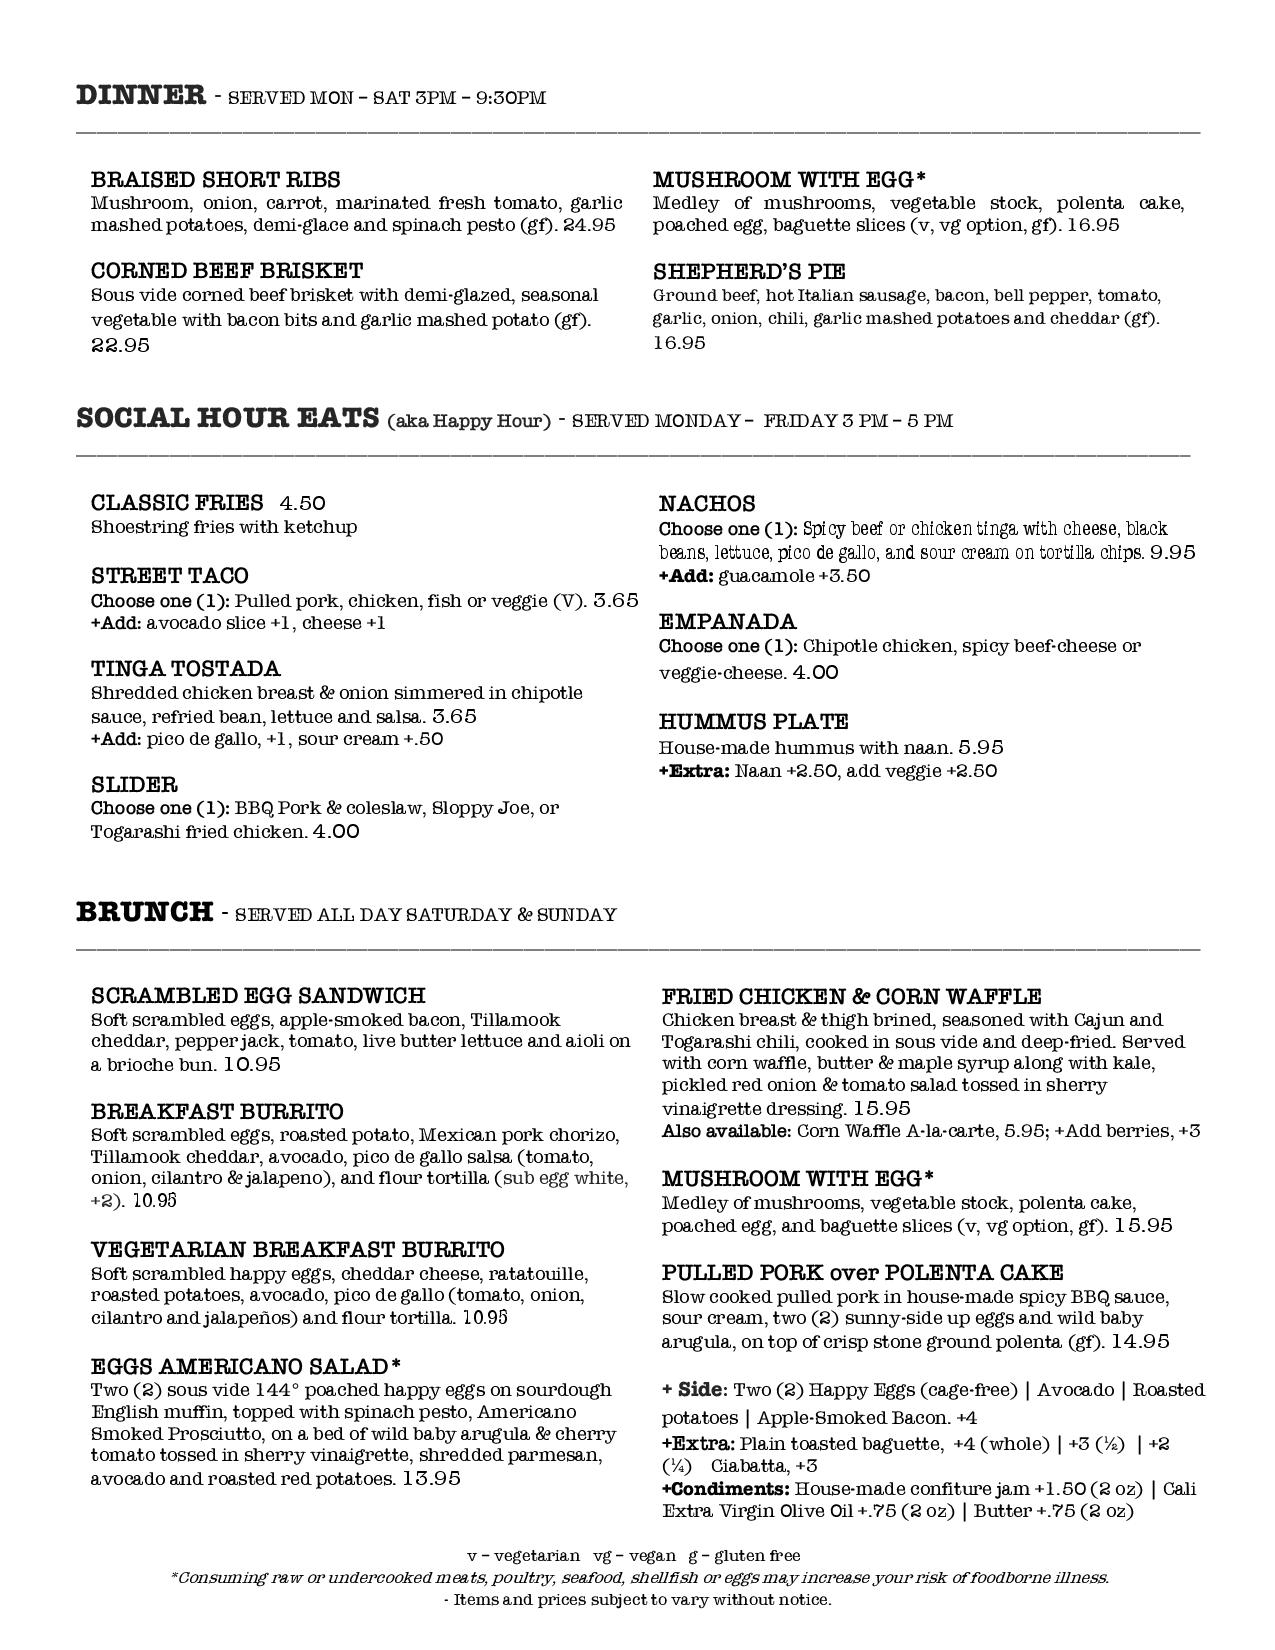 DINNER - SERVED MON – SAT 3PM – 9:30PM
BRAISED SHORT RIBS
Mushroom, onion, carrot, marinated fresh tomato, garlic
mashed potatoes, demi-glace and spinach pesto (gf). 24.95
CORNED BEEF BRISKET
Sous vide corned beef brisket with demi-glazed, seasonal
vegetable with bacon bits and garlic mashed potato (gf).
22.95
MUSHROOM WITH EGG*
Medley of mushrooms, vegetable stock, polenta cake,
poached egg, baguette slices (v, vg option, gf). 16.95
SHEPHERD'S PIE
Ground beef, hot Italian sausage, bacon, bell pepper, tomato,
garlic, onion, chili, garlic mashed potatoes and cheddar (gf).
16.95
SOCIAL HOUR EATS (aka Happy Hour) - SERVED MONDAY – FRIDAY 3 PM – 5 PM
CLASSIC FRIES 4.50
Shoestring fries with ketchup
STREET TACO
Choose one (1): Pulled pork, chicken, fish or veggie (V). 3.65
+Add: avocado slice +1, cheese +1
TINGA TOSTADA
Shredded chicken breast & onion simmered in chipotle
sauce, refried bean, lettuce and salsa. 3.65
+Add: pico de gallo, +1, sour cream +.50
SLIDER
Choose one (1): BBQ Pork & coleslaw, Sloppy Joe, or
Togarashi fried chicken. 4.00
NACHOS
Choose one (1): Spicy beef or chicken tinga with cheese, black
beans, lettuce, pico de gallo, and sour cream on tortilla chips. 9.95
+Add: guacamole +3.50
EMPANADA
Choose one (1): Chipotle chicken, spicy beef-cheese or
veggie-cheese. 4.00
HUMMUS PLATE
House-made hummus with naan. 5.95
+Extra: Naan +2.50, add veggie +2.50
BRUNCH - SERVED ALL DAY SATURDAY & SUNDAY
SCRAMBLED EGG SANDWICH
Soft scrambled eggs, apple-smoked bacon, Tillamook
cheddar, pepper jack, tomato, live butter lettuce and aioli on
a brioche bun. 10.95
BREAKFAST BURRITO
Soft scrambled eggs, roasted potato, Mexican pork chorizo,
Tillamook cheddar, avocado, pico de gallo salsa (tomato,
onion, cilantro & jalapeno), and flour tortilla (sub egg white,
+2). 10.95
VEGETARIAN BREAKFAST BURRITO
Soft scrambled happy eggs, cheddar cheese, ratatouille,
roasted potatoes, avocado, pico de gallo (tomato, onion,
cilantro and jalapeños) and flour tortilla. 10.95
EGGS AMERICANO SALAD*
Two (2) sous vide 144° poached happy eggs on sourdough
English muffin, topped with spinach pesto, Americano
Smoked Prosciutto, on a bed of wild baby arugula & cherry
tomato tossed in sherry vinaigrette, shredded parmesan,
avocado and roasted red potatoes. 13.95
FRIED CHICKEN & CORN WAFFLE
Chicken breast & thigh brined, seasoned with Cajun and
Togarashi chili, cooked in sous vide and deep-fried. Served
with corn waffle, butter & maple syrup along with kale,
pickled red onion & tomato salad tossed in sherry
vinaigrette dressing. 15.95
Also available: Corn Waffle A-la-carte, 5.95; +Add berries, +3
MUSHROOM WITH EGG*
Medley of mushrooms, vegetable stock, polenta cake,
poached egg, and baguette slices (v, vg option, gf). 15.95
PULLED PORK over POLENTA CAKE
Slow cooked pulled pork in house-made spicy BBQ sauce,
sour cream, two (2) sunny-side up eggs and wild baby
arugula, on top of crisp stone ground polenta (gf). 14.95
+ Side: Two (2) Happy Eggs (cage-free) | Avocado | Roasted
potatoes | Apple-Smoked Bacon. +4
+Extra: Plain toasted baguette, +4 (whole) | +3 (½) | +2
(¼) Ciabatta, +3
+Condiments: House-made confiture jam +1.50 (2 oz) | Cali
Extra Virgin Olive Oil +.75 (2 oz) | Butter +.75 (2 oz)
v – vegetarian vg – vegan g – gluten free
*Consuming raw or undercooked meats, poultry, seafood, shellfish or eggs may increase your risk of foodborne illness.
- Items and prices subject to vary without notice.